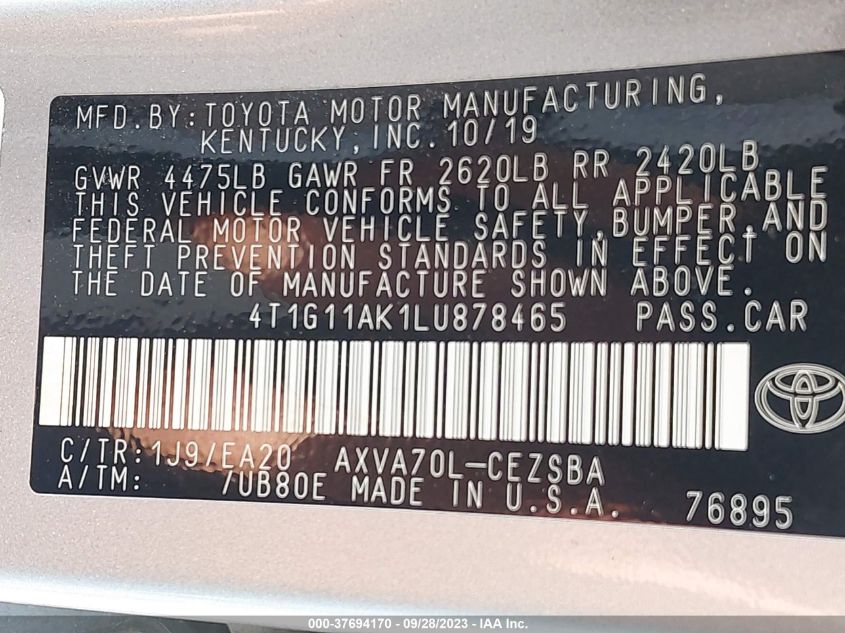 MFD.BY:TOYOTA MOTOR MANUFACTURING,
KENTUCKY,INC.10/19
GVWR 4475LB GAWR FR 2620LB RR 2420LB
THIS VEHICLE CONFORMS TO ALL APPLICABLE
FEDERAL MOTOR VEHICLE SAFETY,BUMPER,AND
THEFT PREVENTION STANDARDS IN EFFECT ON
THE DATE OF MANUFACTURE SHOWN ABOVE.
4T1G11AK1LU878465 PASS.CAR
C/TR:1J9/EA20 AXVA70L-CEZSBA
A/TM: /UB80E MADE IN U.S.A. 76895
000-37694170 - 09/28/2023 - IAA Inc.